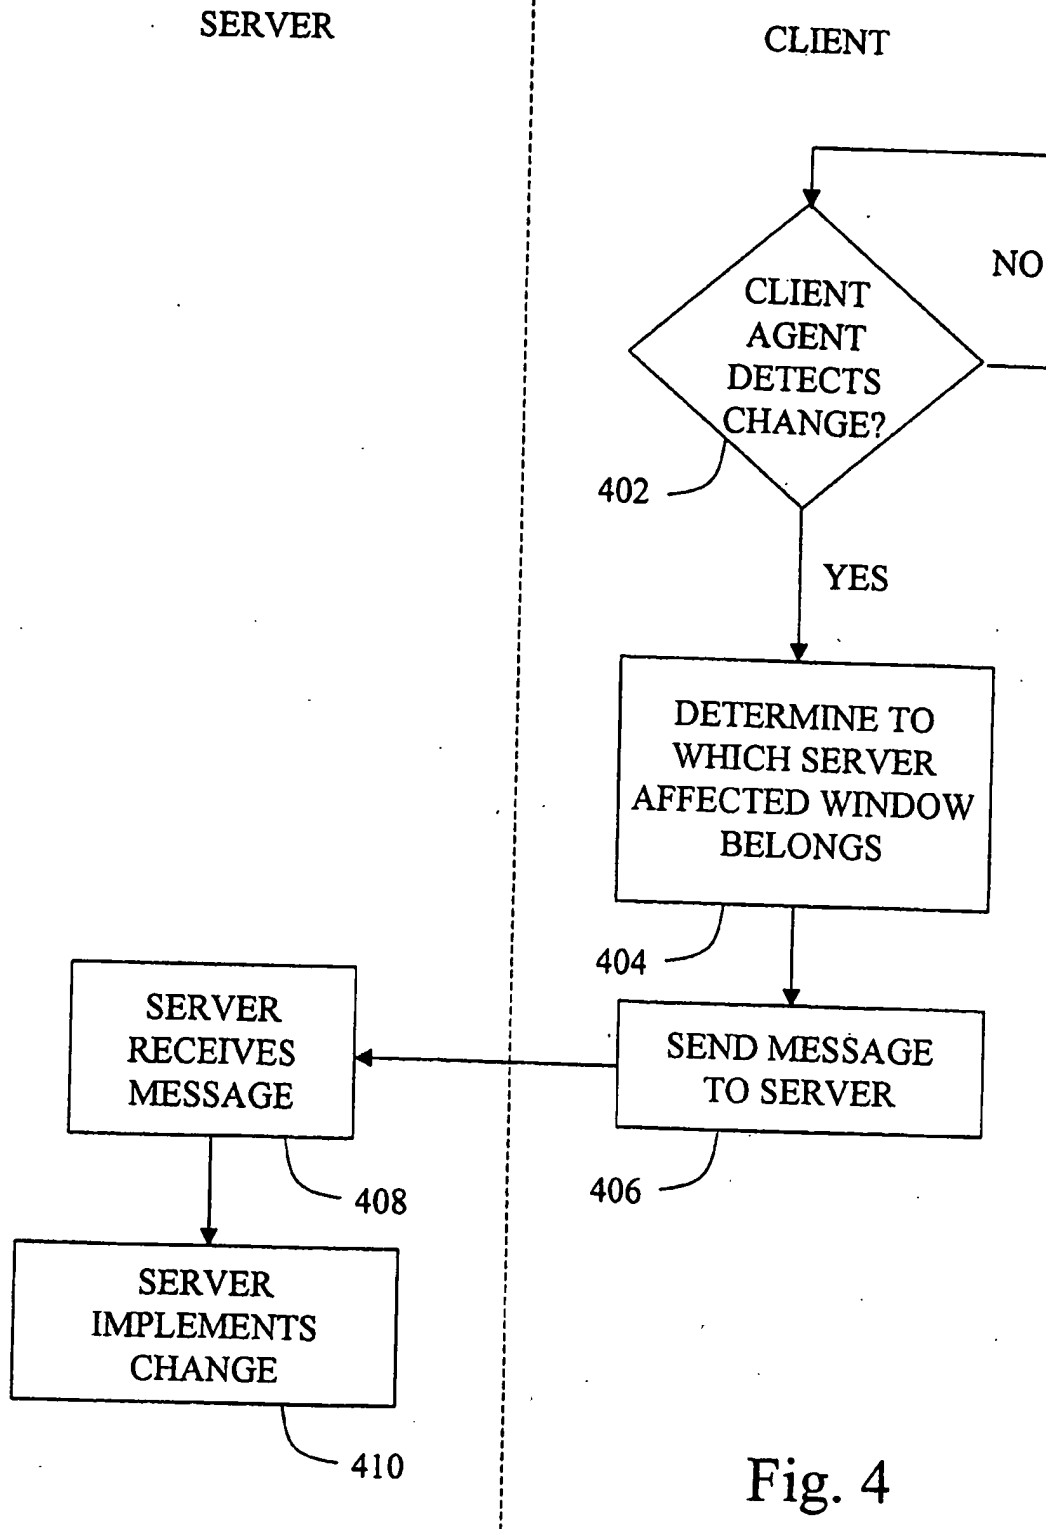 SERVER
CLIENT
NO
CLIENT
AGENT
DETECTS
CHANGE?
402
YES
DETERMINE TO
WHICH SERVER
AFFECTED WINDOW
BELONGS
404
SERVER
RECEIVES
MESSAGE
SEND MESSAGE
TO SERVER
408
406
SERVER
IMPLEMENTS
CHANGE
410
Fig. 4